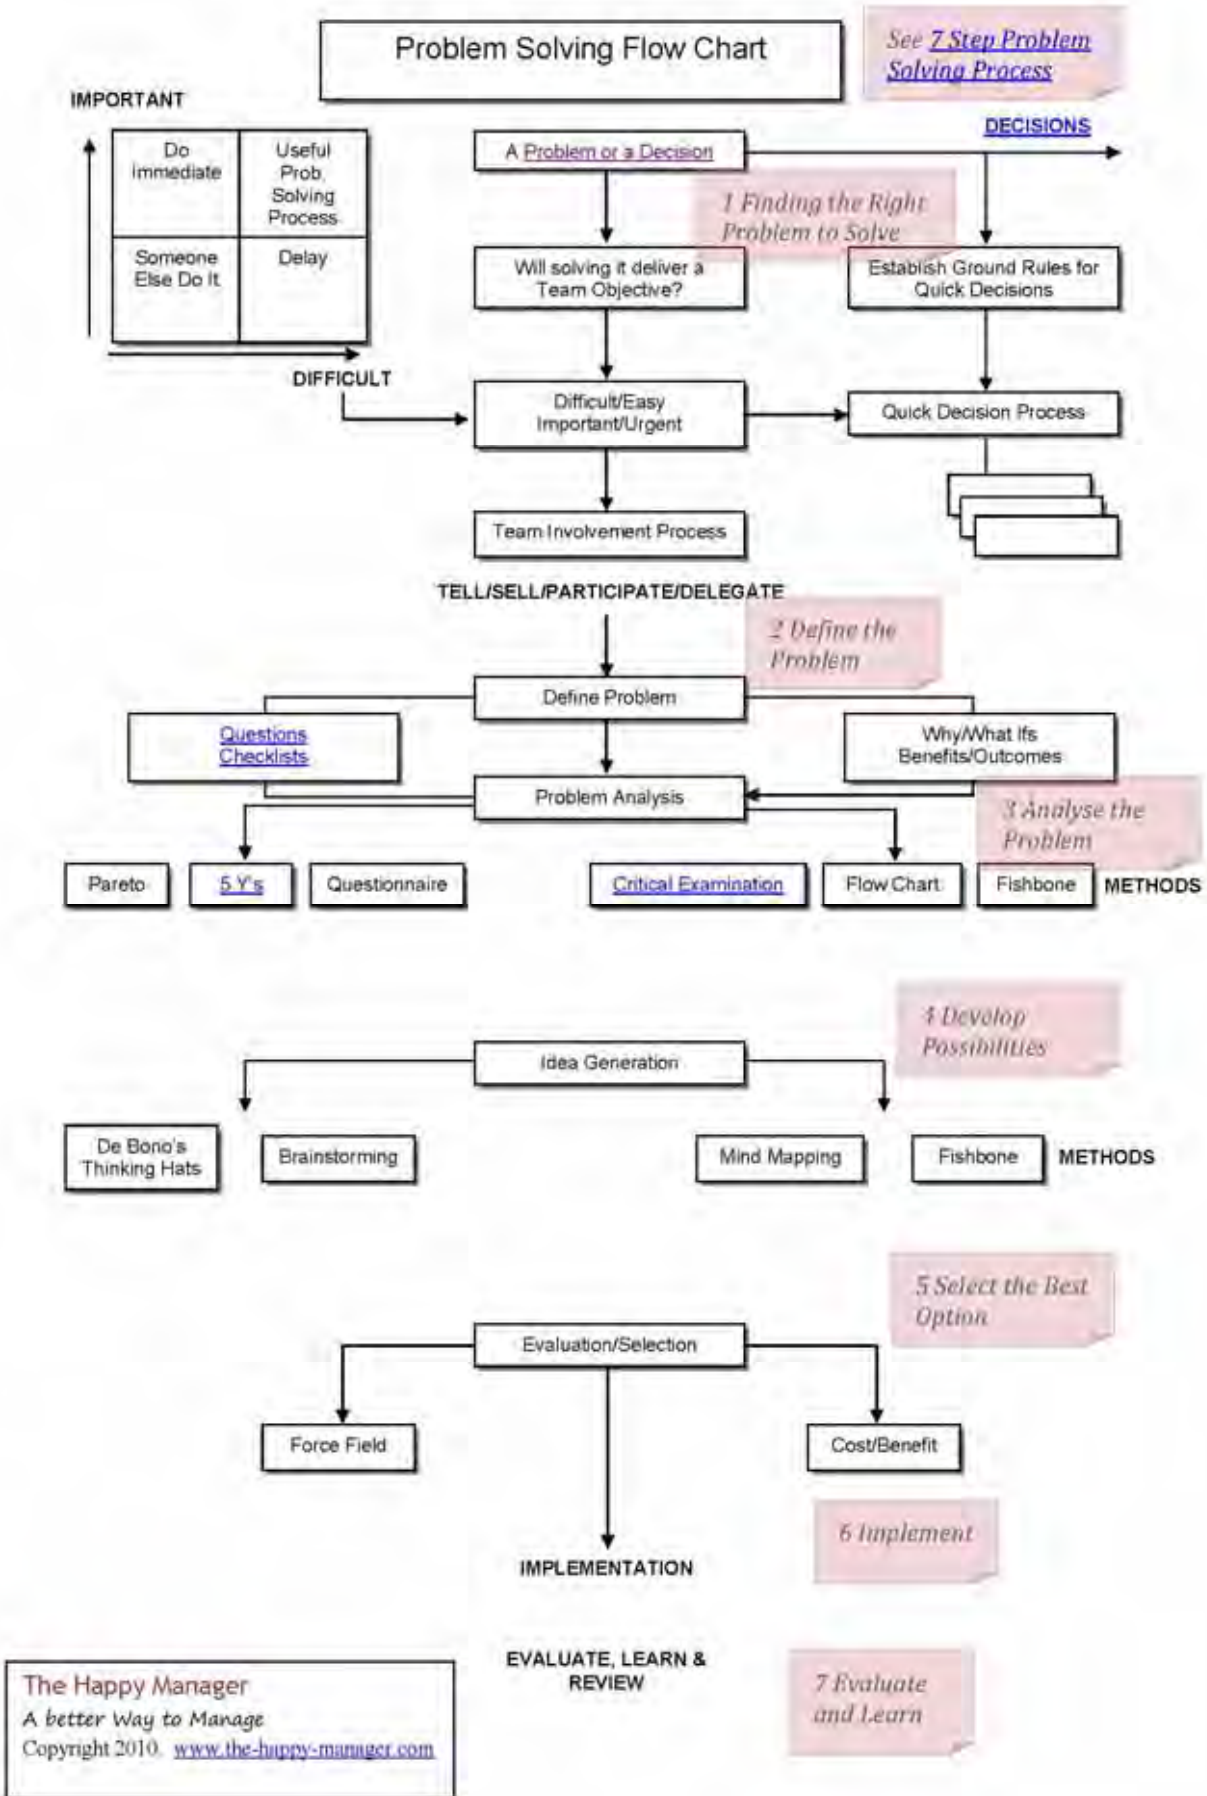 Problem Solving Flow Chart
See 7 Step Problem
Solving Process
IMPORTANT
Do
Immediate
Useful
Prob.
Solving
Process
Someone
Else Do It
Delay
DIFFICULT
DECISIONS
A Problem or a Decision
1 Finding the Right
Problem to Solve
Will solving it deliver a
Team Objective?
Establish Ground Rules for
Quick Decisions
Difficult/Easy
Important/Urgent
Quick Decision Process
Team Involvement Process
TELL/SELL/PARTICIPATE/DELEGATE
2 Define the
Problem
Define Problem
Questions
Checklists
Why/What Ifs
Benefits/Outcomes
Problem Analysis
3 Analyse the
Problem
Pareto
5 Y's
Questionnaire
Critical Examination
Flow Chart
Fishbone
METHODS
4 Develop
Possibilities
Idea Generation
De Bono's
Thinking Hats
Brainstorming
Mind Mapping
Fishbone
METHODS
5 Select the Best
Option
Evaluation/Selection
Force Field
Cost/Benefit
6 Implement
IMPLEMENTATION
EVALUATE, LEARN &
REVIEW
7 Evaluate
and Learn
The Happy Manager
A better Way to Manage
Copyright 2010. www.the-happy-manager.com